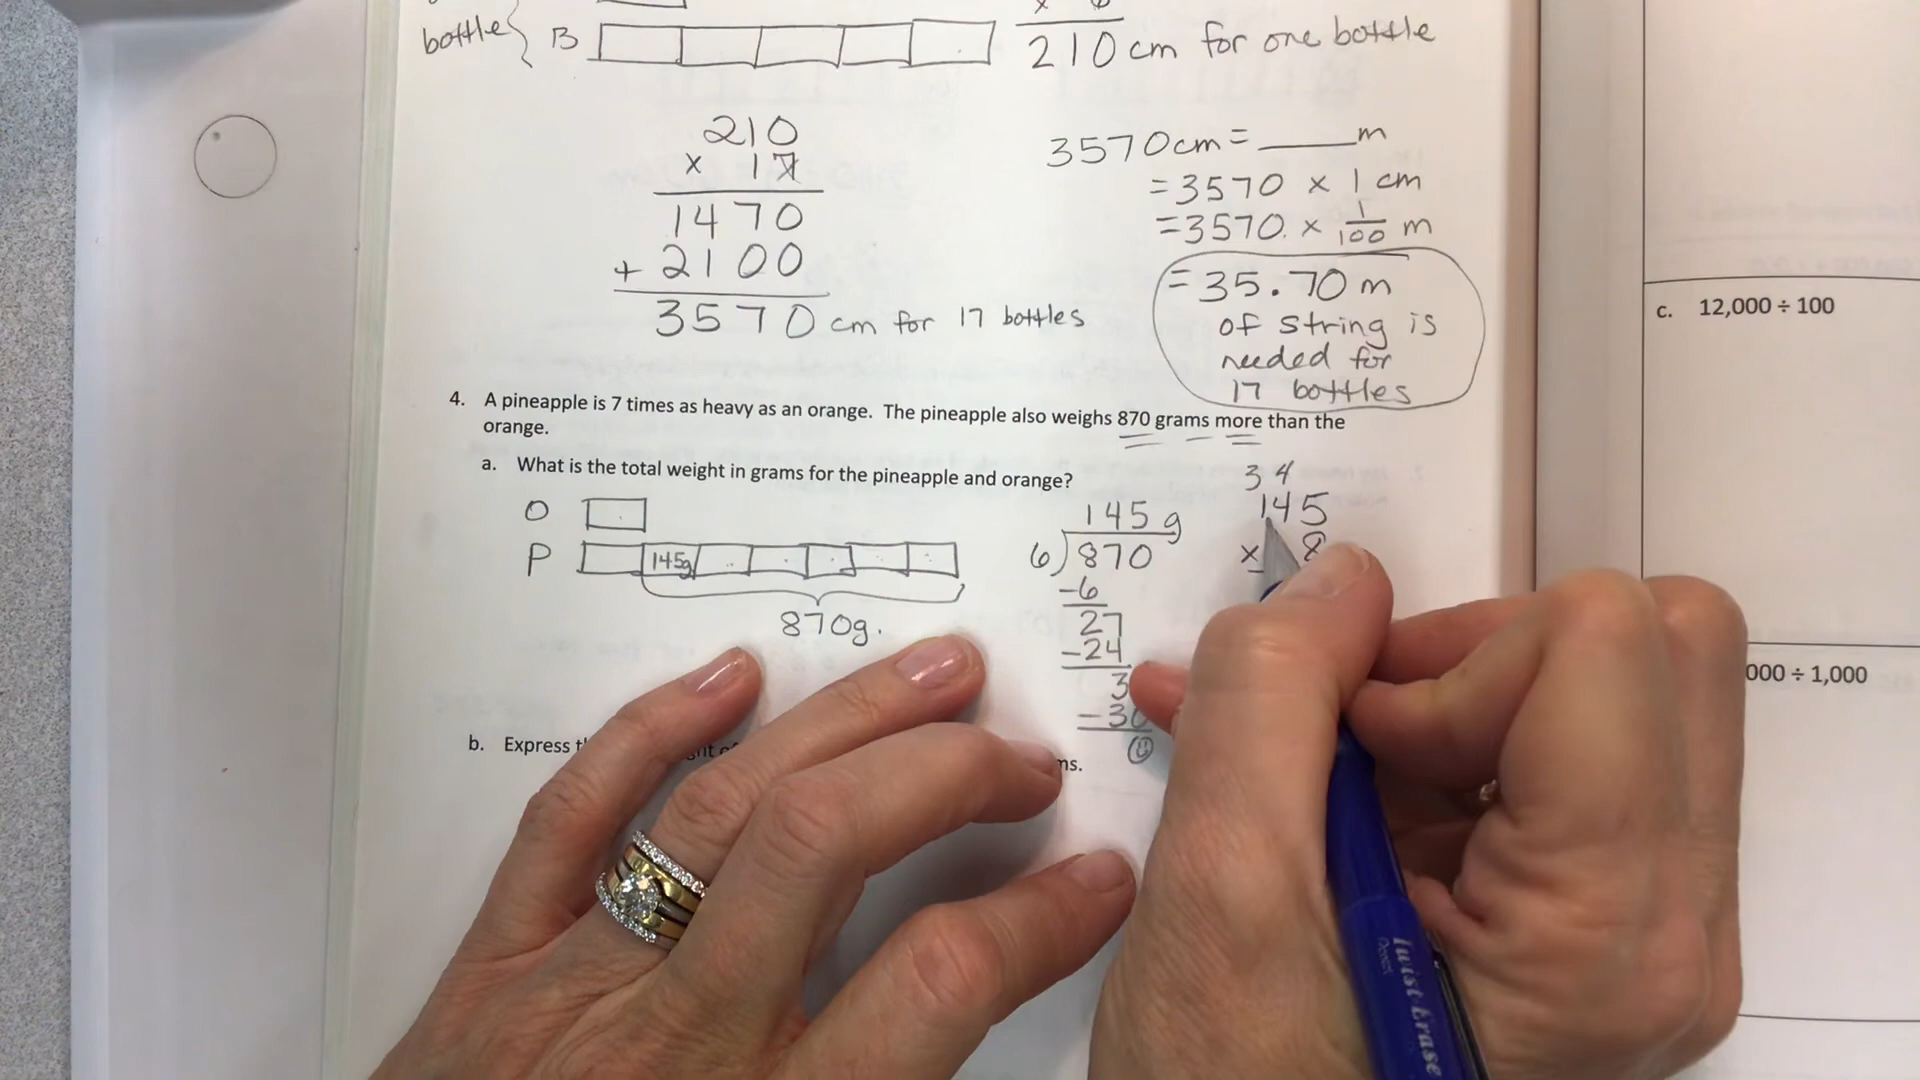 bottle B 210 cm for one bottle
210
x 17
1470
+ 2100
3570 cm for 17 bottles
3570cm = ____m
= 3570 x 1 cm
= 3570. x 1/100 m
= 35.70 m
of string is
needed for
17 bottles
4. A pineapple is 7 times as heavy as an orange. The pineapple also weighs 870 grams more than the
orange.
a. What is the total weight in grams for the pineapple and orange?
O
P 145g
870g.
145 g
6)870
-6
27
-24
3
-30
0
3 4
145
x 8
b. Express
ms.
c. 12,000 ÷ 100
000 ÷ 1,000
Twist-Erase